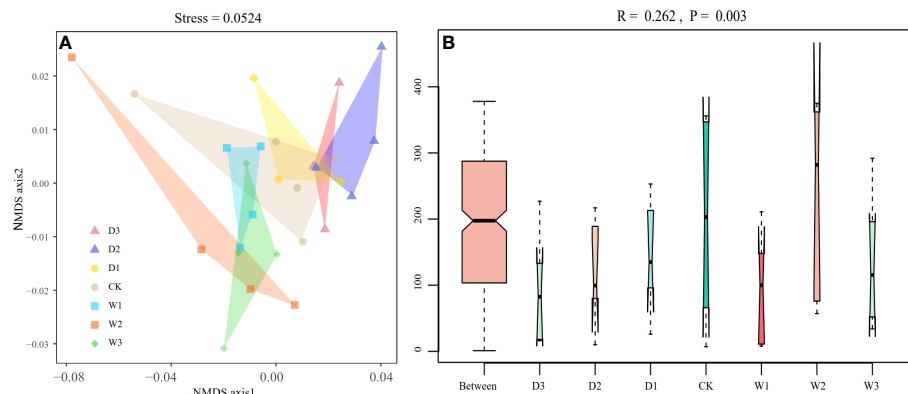 Stress = 0.0524
A
0.02
0.01
0.00
−0.01
−0.02
−0.03
NMDS axis2
D3
D2
D1
CK
W1
W2
W3
−0.08
−0.04
0.00
0.04
NMDS axis1
R = 0.262 , P = 0.003
B
400
300
200
100
0
Between D3 D2 D1 CK W1 W2 W3